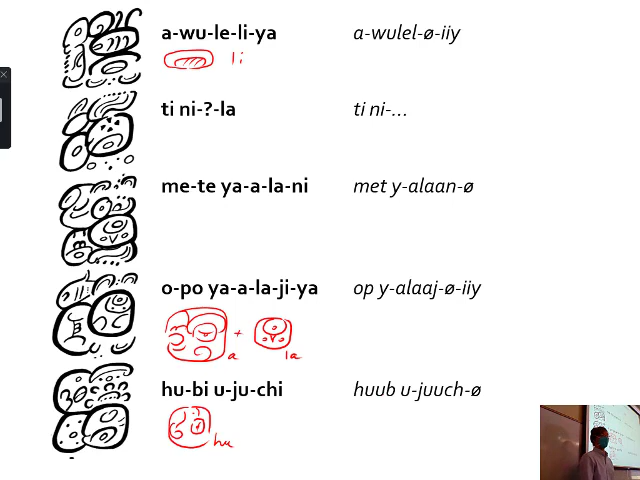 a-wu-le-li-ya a-wulel-ø-iiy
li
ti ni-?-la ti ni-...
me-te ya-a-la-ni met y-alaan-ø
o-po ya-a-la-ji-ya op y-alaaj-ø-iiy
+
a la
hu-bi u-ju-chi huub u-juuch-ø
hu